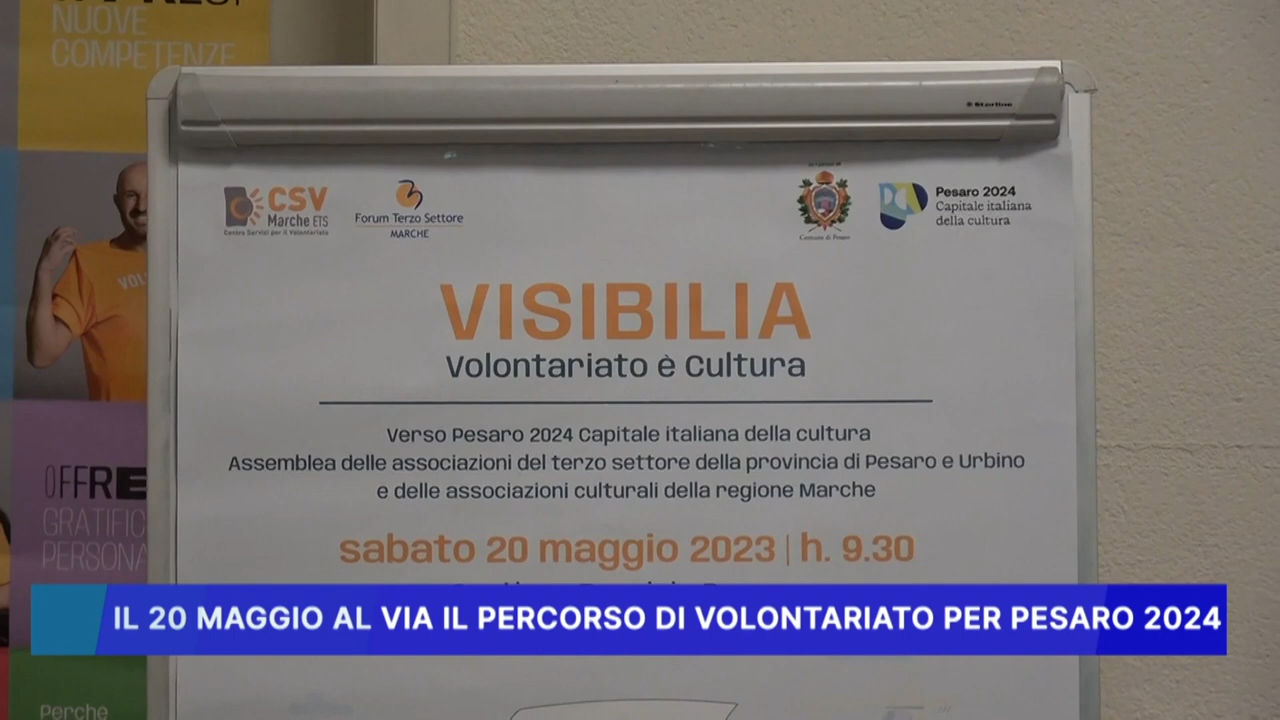 NUOVE
COMPETENZE
Starline
CSV
Marche ETS
Centro Servizi per il Volontariato
Forum Terzo Settore
MARCHE
Comune di Pesaro
Pesaro 2024
Capitale italiana
della cultura
VISIBILIA
Volontariato è Cultura
Verso Pesaro 2024 Capitale italiana della cultura
Assemblea delle associazioni del terzo settore della provincia di Pesaro e Urbino
e delle associazioni culturali della regione Marche
sabato 20 maggio 2023 | h. 9.30
VOL
OFFRE
GRATIFIC
PERSONA
IL 20 MAGGIO AL VIA IL PERCORSO DI VOLONTARIATO PER PESARO 2024
Perche